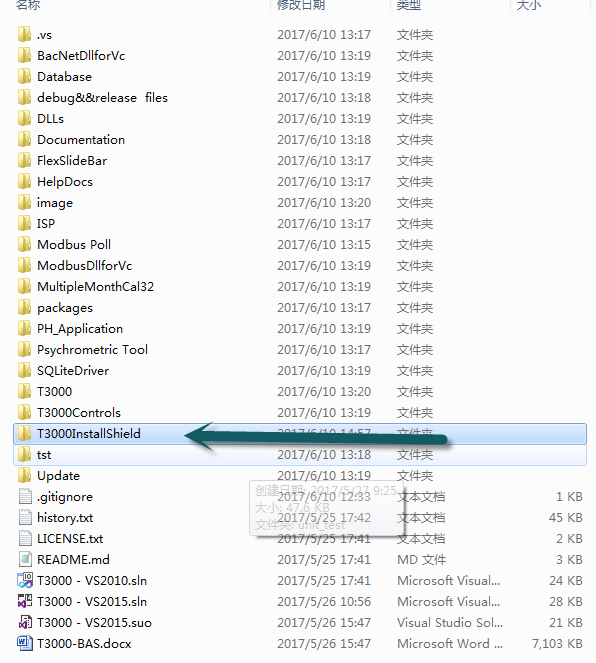 名称 修改日期 类型 大小
.vs 2017/6/10 13:17 文件夹
BacNetDllforVc 2017/6/10 13:19 文件夹
Database 2017/6/10 13:19 文件夹
debug&&release files 2017/6/10 13:18 文件夹
DLLs 2017/6/10 13:19 文件夹
Documentation 2017/6/10 13:18 文件夹
FlexSlideBar 2017/6/10 13:17 文件夹
HelpDocs 2017/6/10 13:17 文件夹
image 2017/6/10 13:20 文件夹
ISP 2017/6/10 13:17 文件夹
Modbus Poll 2017/6/10 13:15 文件夹
ModbusDllforVc 2017/6/10 13:19 文件夹
MultipleMonthCal32 2017/6/10 13:19 文件夹
packages 2017/6/10 13:17 文件夹
PH_Application 2017/6/10 13:19 文件夹
Psychrometric Tool 2017/6/10 13:17 文件夹
SQLiteDriver 2017/6/10 13:19 文件夹
T3000 2017/6/10 13:20 文件夹
T3000Controls 2017/6/10 13:19 文件夹
T3000InstallShield 2017/6/10 14:57 文件夹
tst 2017/6/10 13:18 文件夹
Update 2017/6/10 13:19 文件夹
创建日期: 2017/5/27 9:25
.gitignore 2017/6/10 12:33 文本文档 1 KB
大小: 47.6 KB
history.txt 2017/5/25 17:42 文本文档 45 KB
文件夹: unit_test
LICENSE.txt 2017/5/25 17:41 文本文档 2 KB
README.md 2017/5/25 17:41 MD 文件 3 KB
T3000 - VS2010.sln 2017/5/25 17:41 Microsoft Visual... 24 KB
T3000 - VS2015.sln 2017/5/26 10:56 Microsoft Visual... 28 KB
T3000 - VS2015.suo 2017/5/26 15:47 Visual Studio Sol... 21 KB
T3000-BAS.docx 2017/5/26 15:47 Microsoft Word ... 7,103 KB